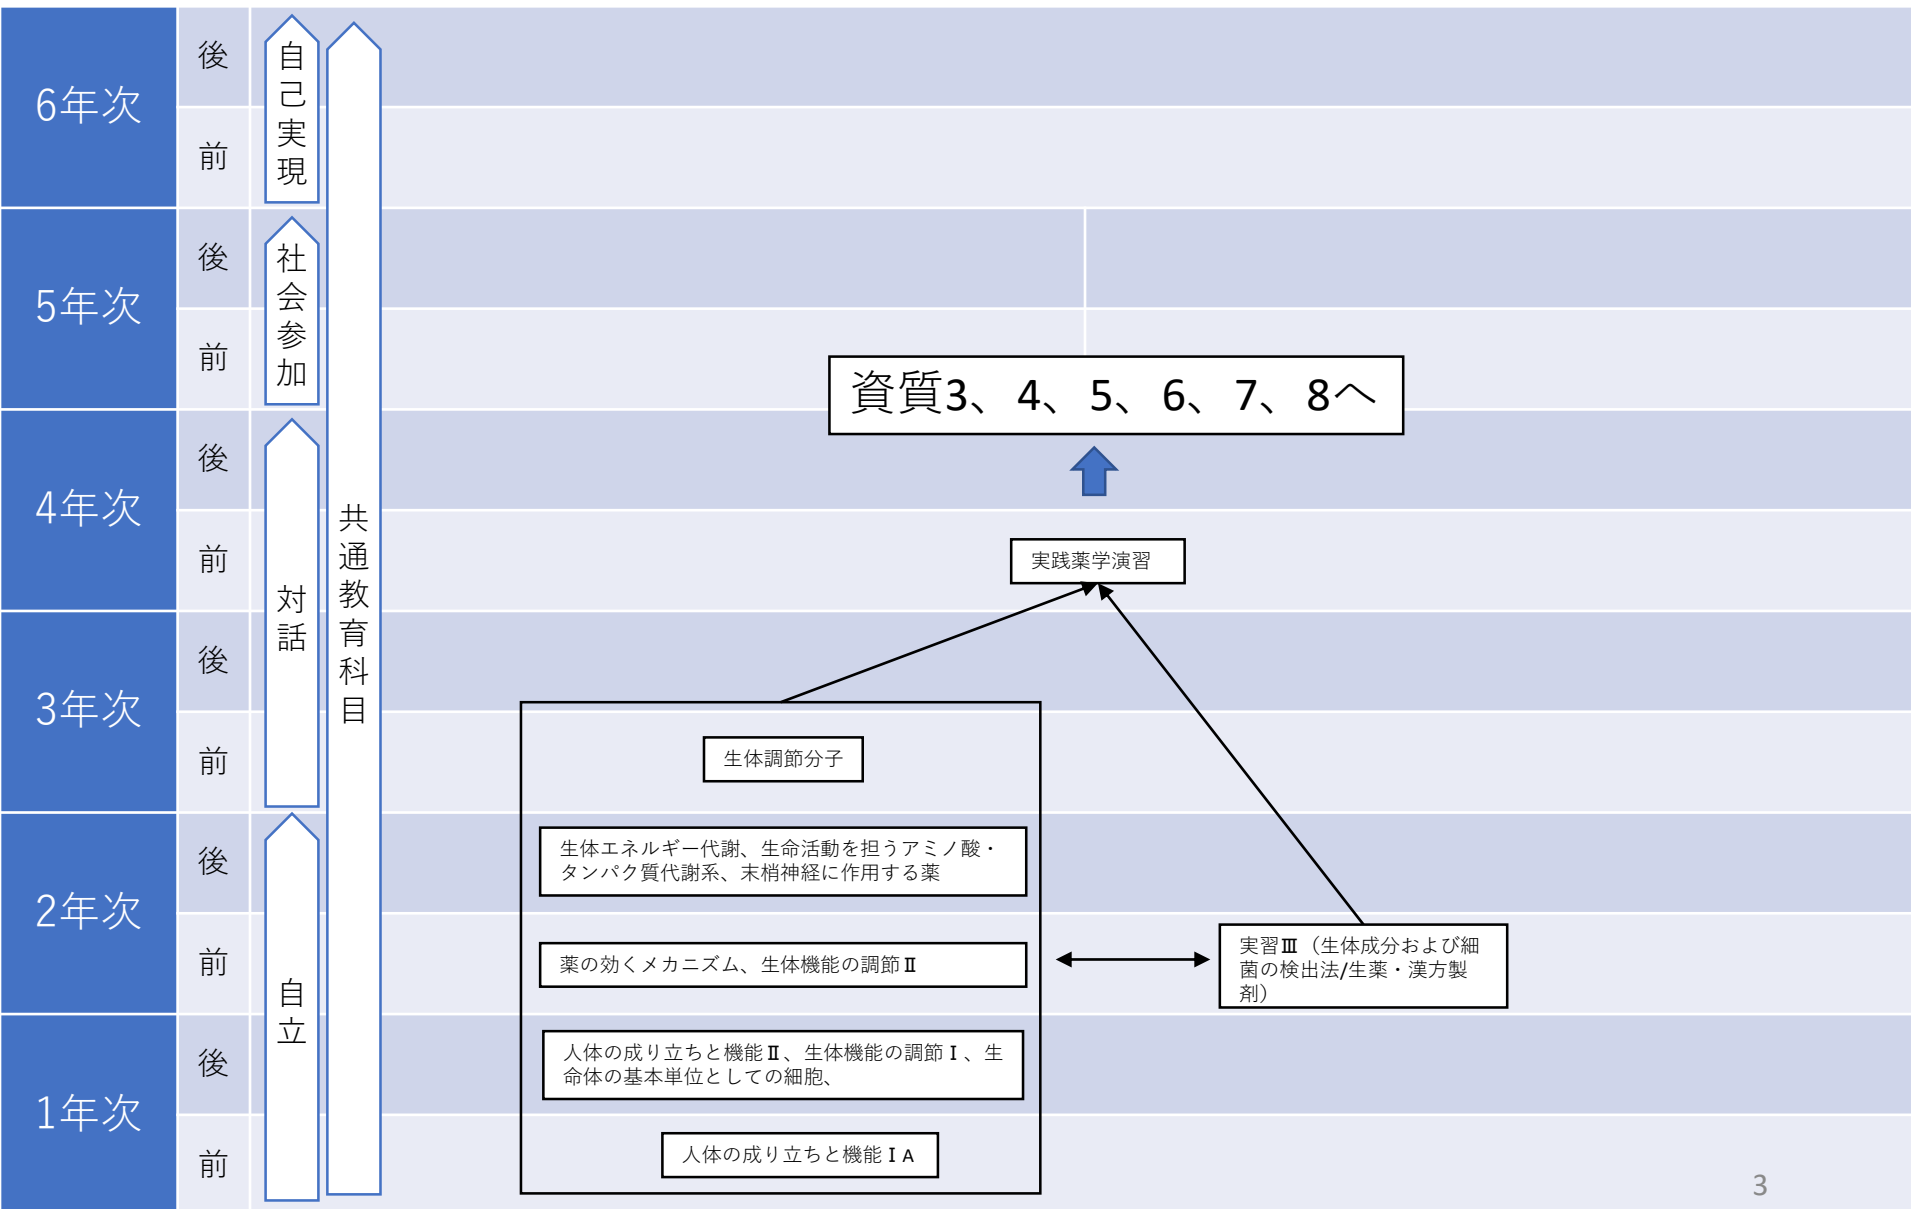 6年次
後
前
自己実現
5年次
後
前
社会参加
4年次
後
前
対話
3年次
後
前
2年次
後
前
自立
1年次
後
前
共通教育科目
資質3、4、5、6、7、8へ
実践薬学演習
生体調節分子
生体エネルギー代謝、生命活動を担うアミノ酸・
タンパク質代謝系、末梢神経に作用する薬
薬の効くメカニズム、生体機能の調節Ⅱ
実習Ⅲ（生体成分および細
菌の検出法/生薬・漢方製
剤）
人体の成り立ちと機能Ⅱ、生体機能の調節Ⅰ、生
命体の基本単位としての細胞、
人体の成り立ちと機能ⅠA
3